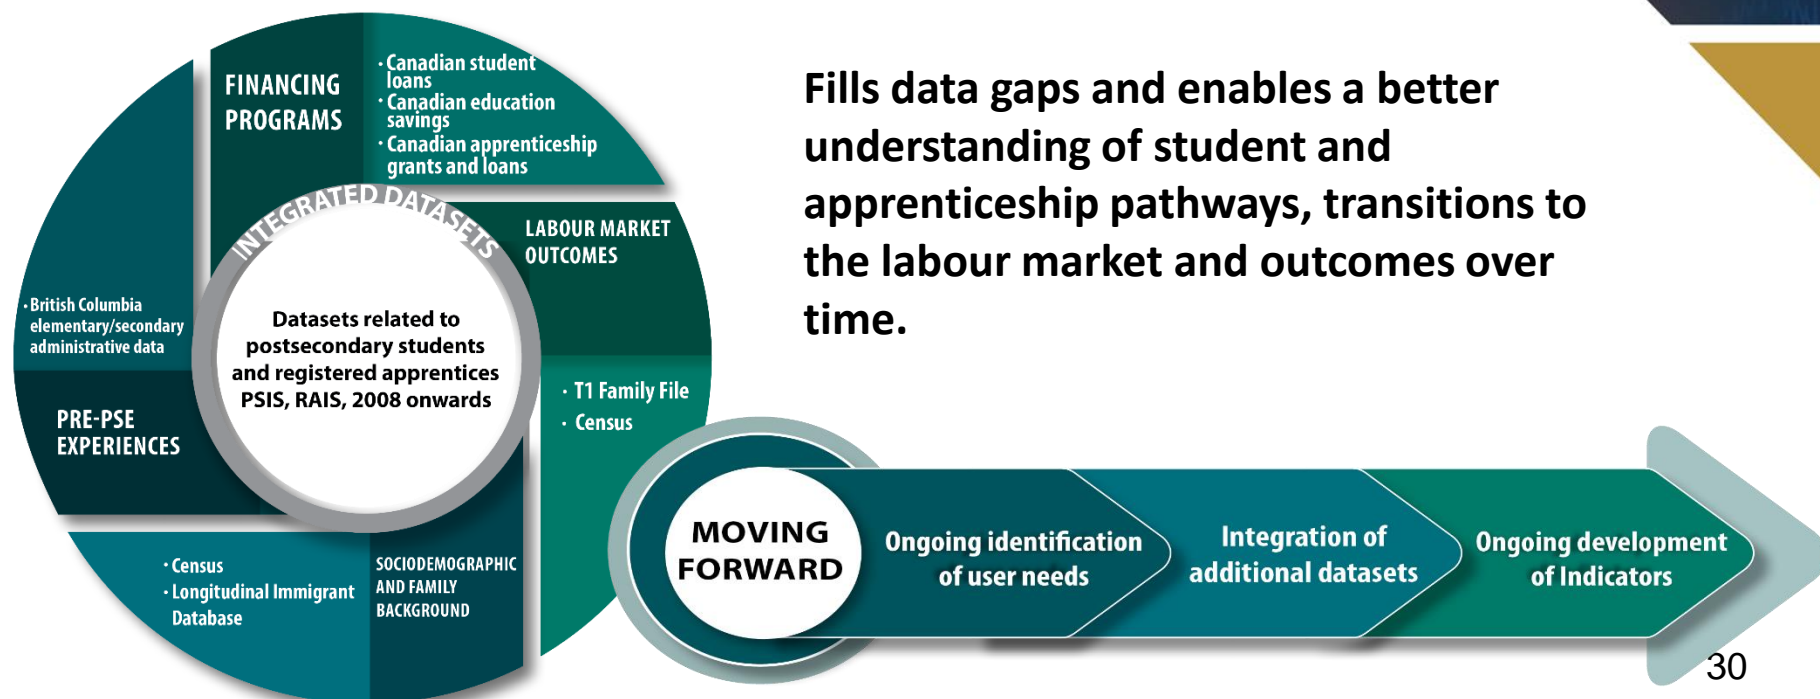 FINANCING
PROGRAMS
· Canadian student
loans
· Canadian education
savings
· Canadian apprenticeship
grants and loans
INTEGRATED DATASETS
LABOUR MARKET
OUTCOMES
· T1 Family File
· Census
· British Columbia
elementary/secondary
administrative data
PRE-PSE
EXPERIENCES
Datasets related to
postsecondary students
and registered apprentices
PSIS, RAIS, 2008 onwards
· Census
· Longitudinal Immigrant
Database
SOCIODEMOGRAPHIC
AND FAMILY
BACKGROUND
Fills data gaps and enables a better
understanding of student and
apprenticeship pathways, transitions to
the labour market and outcomes over
time.
MOVING
FORWARD
Ongoing identification
of user needs
Integration of
additional datasets
Ongoing development
of Indicators
30